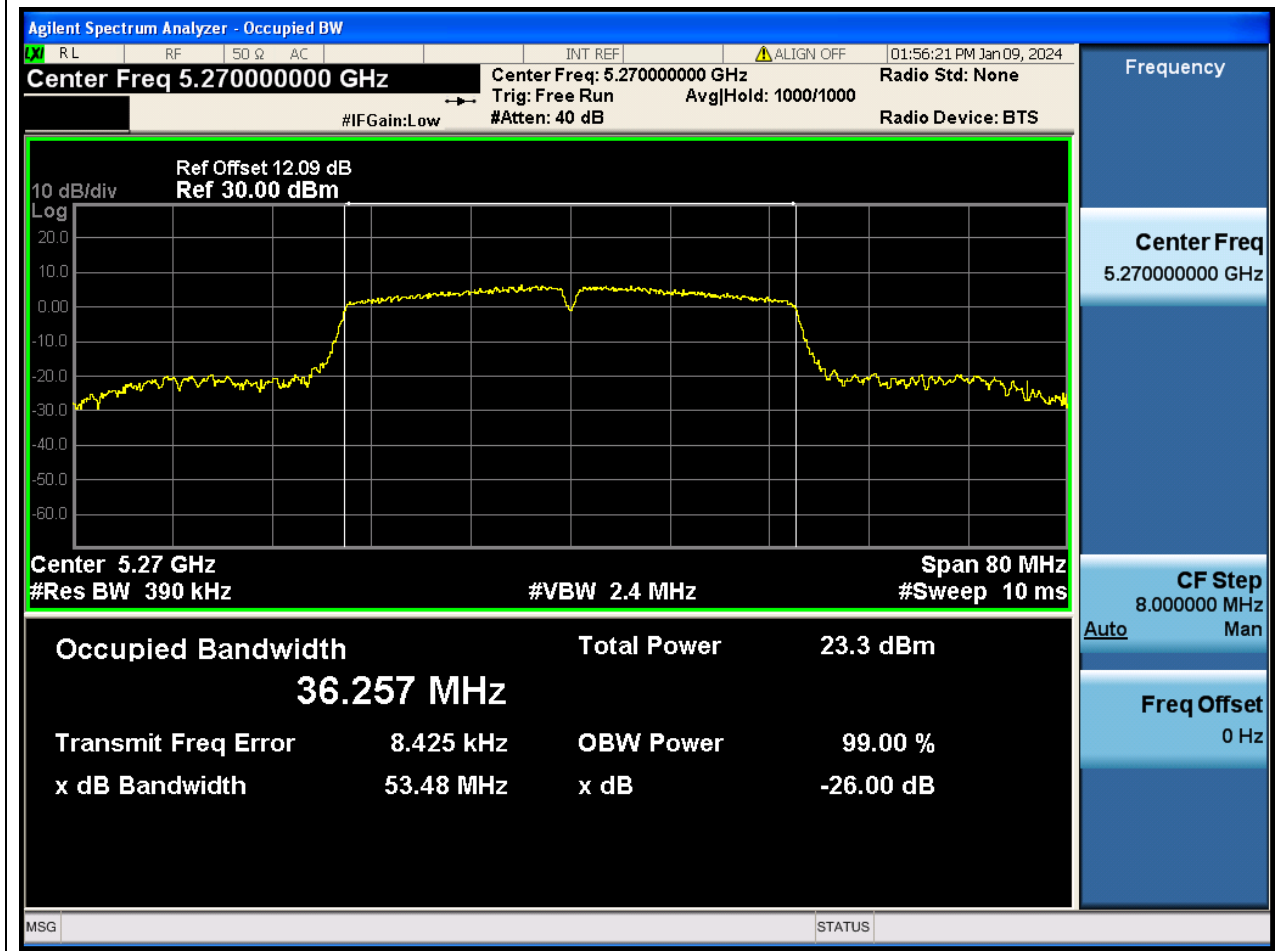 Agilent Spectrum Analyzer - Occupied BW
LXI RL RF 50 Ω AC INT REF ALIGN OFF 01:56:21 PM Jan 09, 2024
Center Freq 5.270000000 GHz
Center Freq: 5.270000000 GHz
Radio Std: None
Trig: Free Run Avg|Hold: 1000/1000
#IFGain:Low
#Atten: 40 dB
Radio Device: BTS
Ref Offset 12.09 dB
10 dB/div Ref 30.00 dBm
Log
20.0
10.0
0.00
-10.0
-20.0
-30.0
-40.0
-50.0
-60.0
Center 5.27 GHz Span 80 MHz
#Res BW 390 kHz #VBW 2.4 MHz #Sweep 10 ms
Occupied Bandwidth Total Power 23.3 dBm
36.257 MHz
Transmit Freq Error 8.425 kHz OBW Power 99.00 %
x dB Bandwidth 53.48 MHz x dB -26.00 dB
Frequency
Center Freq
5.270000000 GHz
CF Step
8.000000 MHz
Auto Man
Freq Offset
0 Hz
MSG STATUS